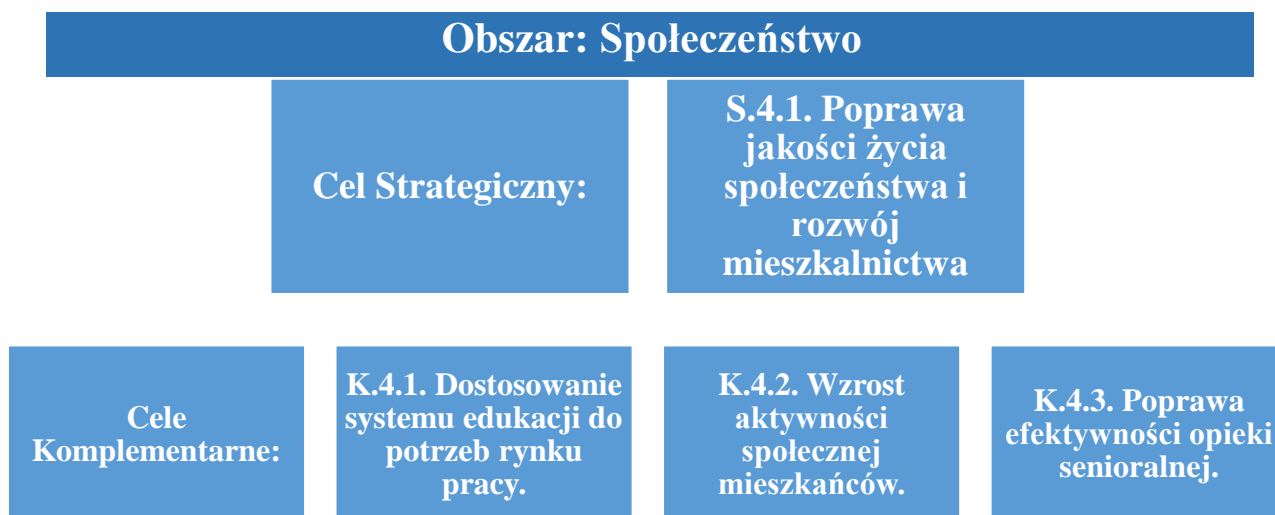 Obszar: Społeczeństwo
Cel Strategiczny:
S.4.1. Poprawa
jakości życia
społeczeństwa i
rozwój
mieszkalnictwa
Cele
Komplementarne:
K.4.1. Dostosowanie
systemu edukacji do
potrzeb rynku
pracy.
K.4.2. Wzrost
aktywności
społecznej
mieszkańców.
K.4.3. Poprawa
efektywności opieki
senioralnej.